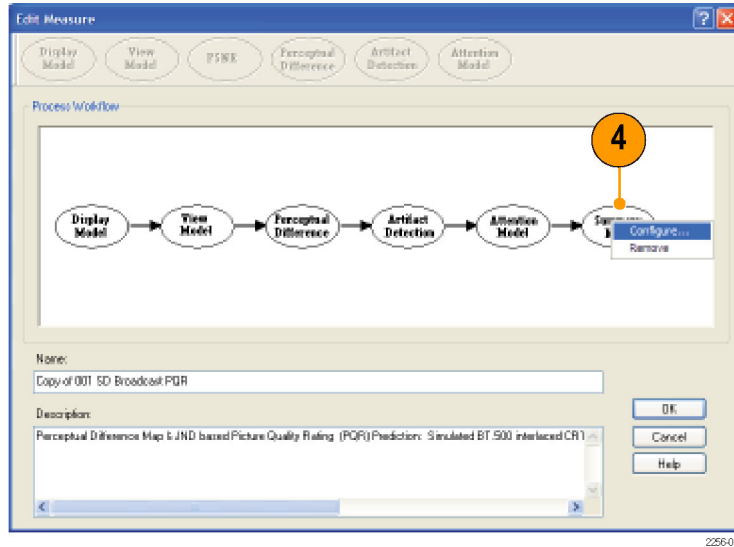 Edit Measure
Display Model
View Model
PSNR
Perceptual Difference
Artifact Detection
Attention Model
Process Workflow
4
Display Model
View Model
Perceptual Difference
Artifact Detection
Attention Model
Configure...
Remove
Name:
Copy of 001 SD Broadcast PQR
Description:
Perceptual Difference Map & JND based Picture Quality Rating (PQR) Prediction: Simulated BT.500 interlaced CRT
OK
Cancel
Help